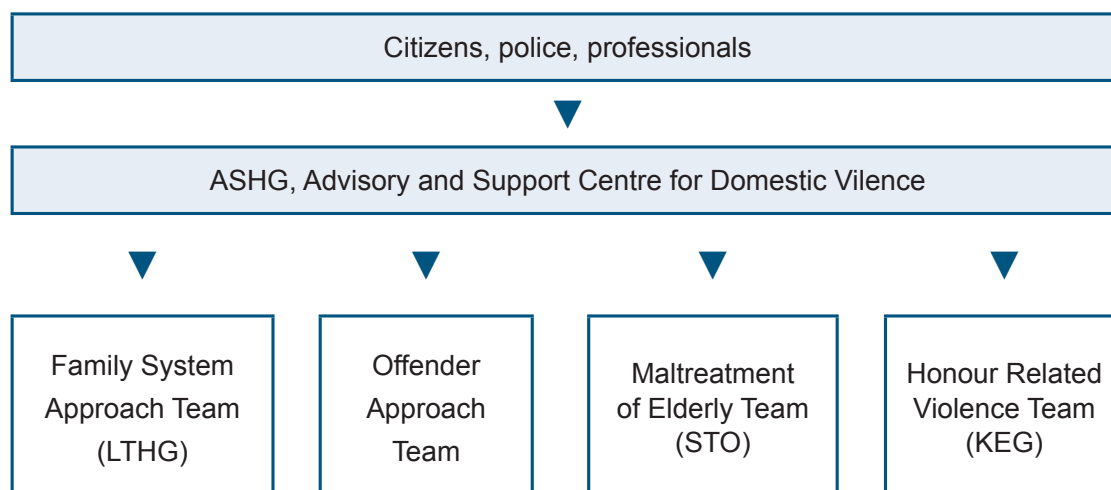 Citizens, police, professionals
ASHG, Advisory and Support Centre for Domestic Vilence
Family System
Approach Team
(LTHG)
Offender
Approach
Team
Maltreatment
of Elderly Team
(STO)
Honour Related
Violence Team
(KEG)